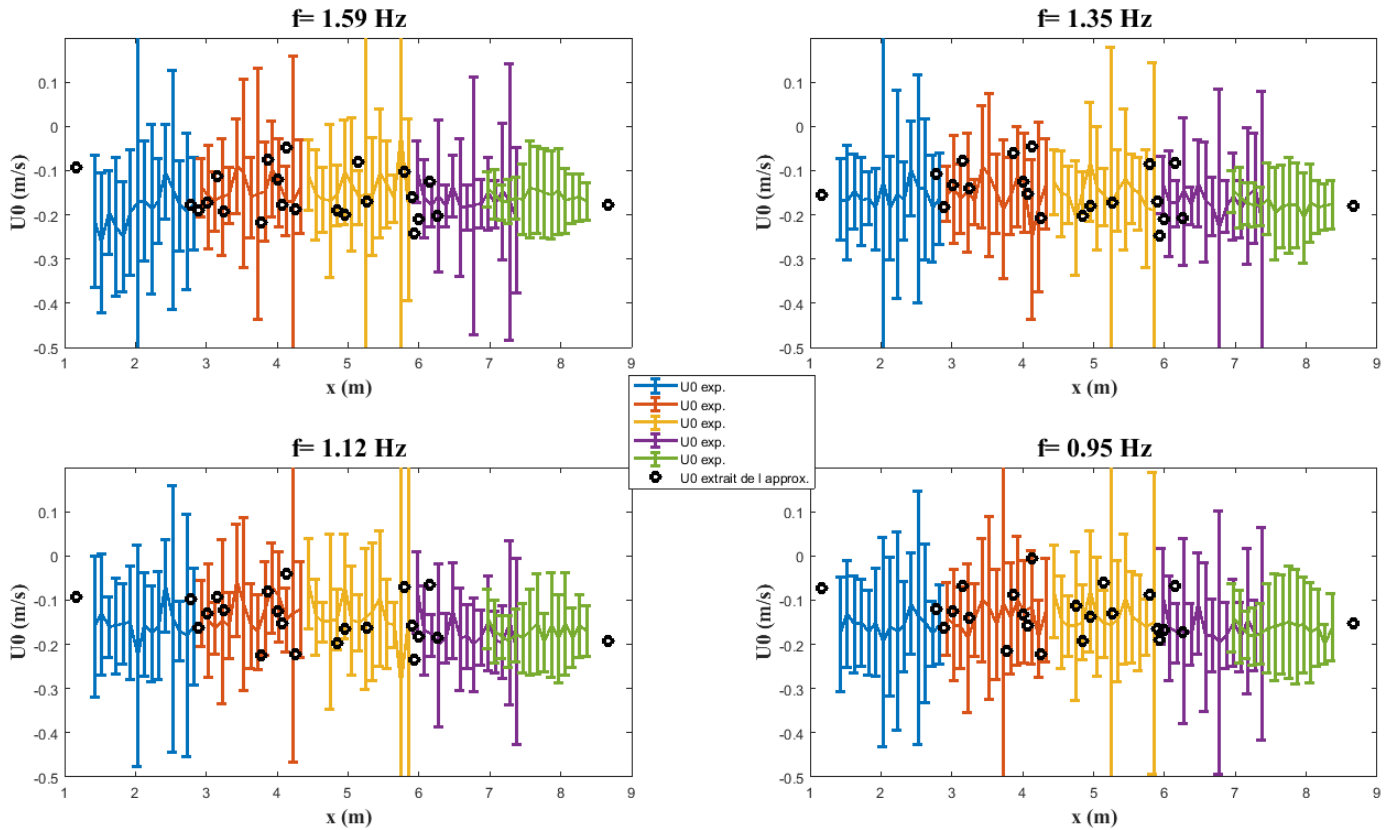 f= 1.59 Hz
0.1
0
-0.1
-0.2
-0.3
-0.4
-0.5
U0 (m/s)
1 2 3 4 5 6 7 8 9
x (m)
f= 1.35 Hz
0.1
0
-0.1
-0.2
-0.3
-0.4
-0.5
U0 (m/s)
1 2 3 4 5 6 7 8 9
x (m)
U0 exp.
U0 exp.
U0 exp.
U0 exp.
U0 exp.
U0 extrait de l approx.
f= 1.12 Hz
0.1
0
-0.1
-0.2
-0.3
-0.4
-0.5
U0 (m/s)
1 2 3 4 5 6 7 8 9
x (m)
f= 0.95 Hz
0.1
0
-0.1
-0.2
-0.3
-0.4
-0.5
U0 (m/s)
1 2 3 4 5 6 7 8 9
x (m)